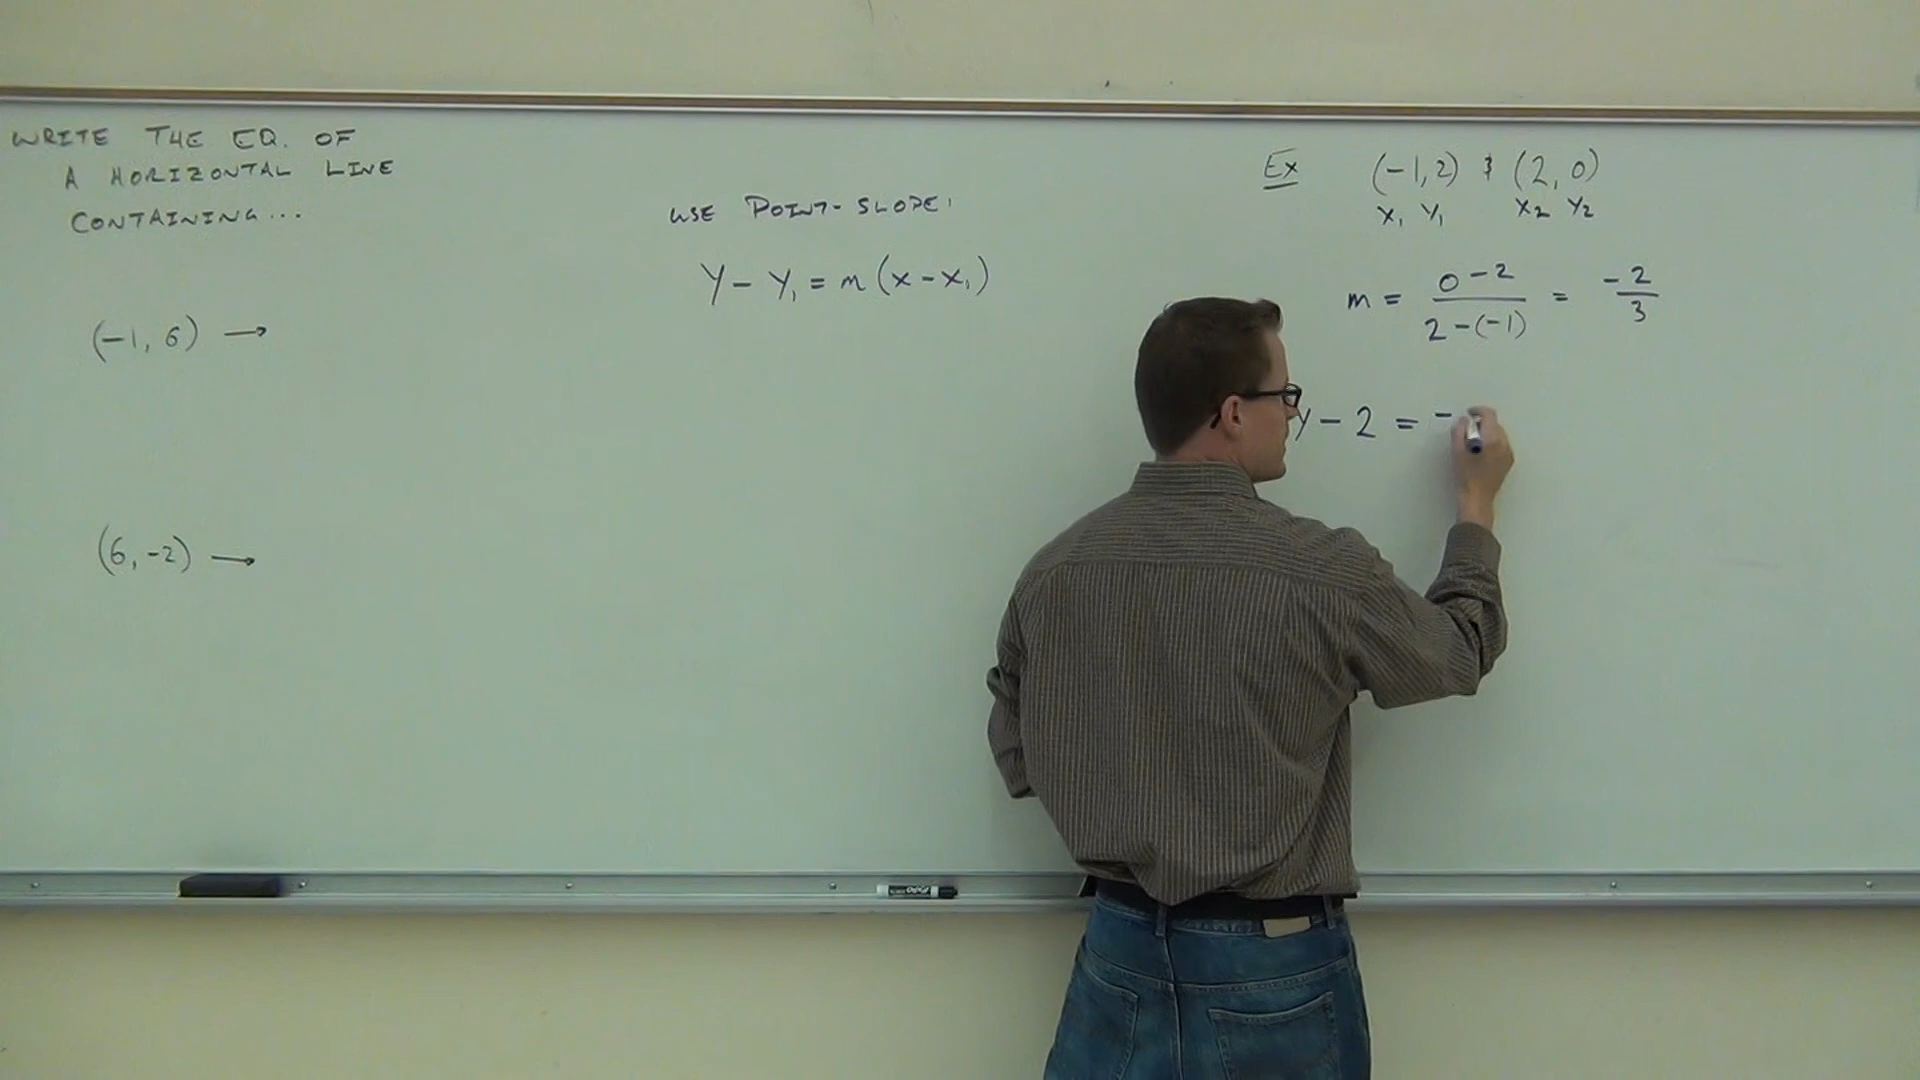 WRITE THE EQ. OF
A HORIZONTAL LINE
CONTAINING...
(-1, 6) →
(6, -2) →
USE POINT-SLOPE:
Y - Y₁ = m(x - x₁)
Ex (-1, 2) & (2, 0)
X₁ Y₁ X₂ Y₂
m = 0 - 2 / 2 - (-1) = -2 / 3
Y - 2 = -